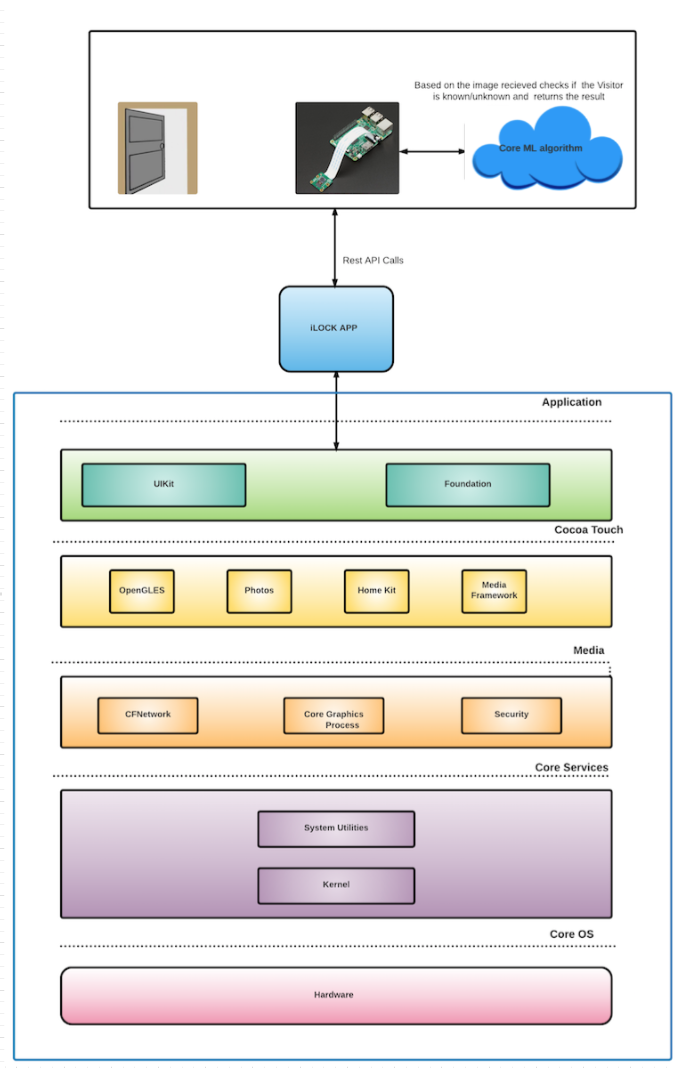 Based on the image recieved checks if the Visitor
is known/unknown and returns the result
Core ML algorithm
Rest API Calls
iLOCK APP
Application
UIKit
Foundation
Cocoa Touch
OpenGLES
Photos
Home Kit
Media
Framework
Media
CFNetwork
Core Graphics
Process
Security
Core Services
System Utilities
Kernel
Core OS
Hardware